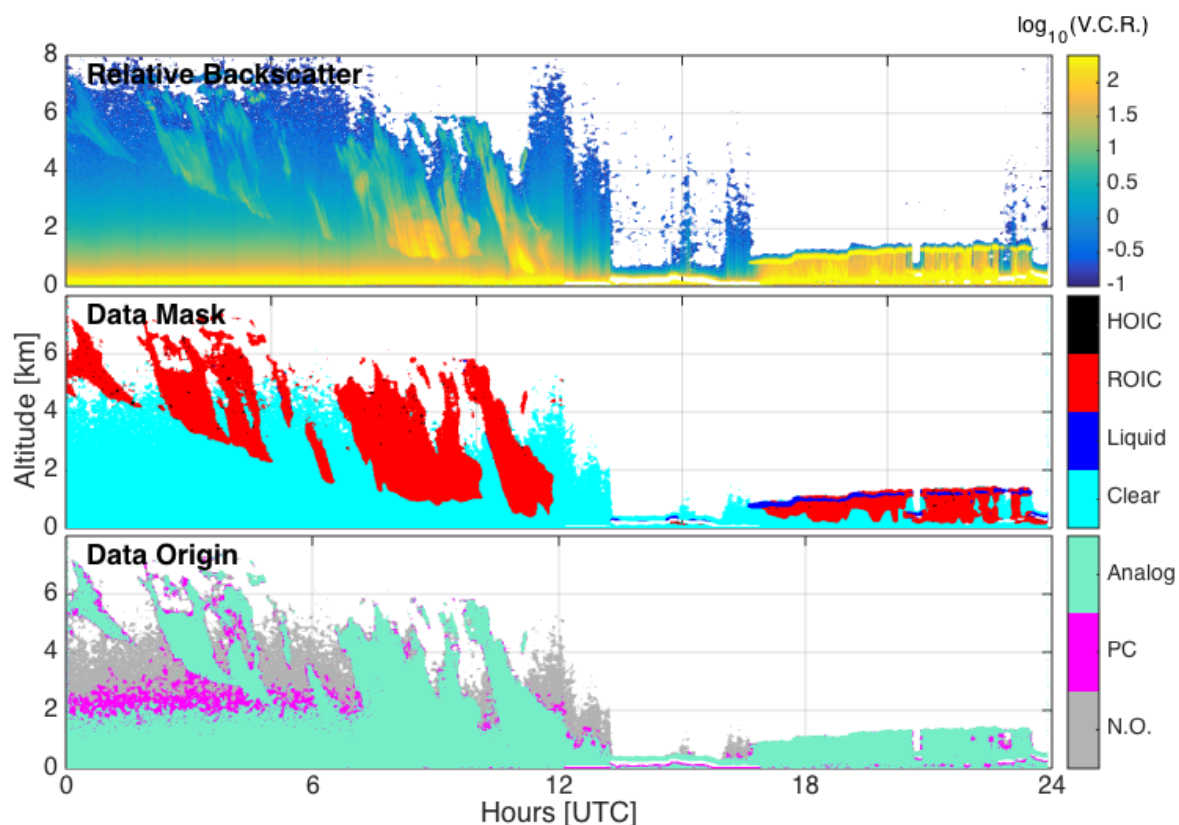 log10(V.C.R.)
8
Relative Backscatter
6
4
2
0
2
1.5
1
0.5
0
-0.5
-1
Data Mask
6
4
2
0
HOIC
ROIC
Liquid
Clear
Altitude [km]
Data Origin
6
4
2
0
Analog
PC
N.O.
0 6 12 18 24
Hours [UTC]